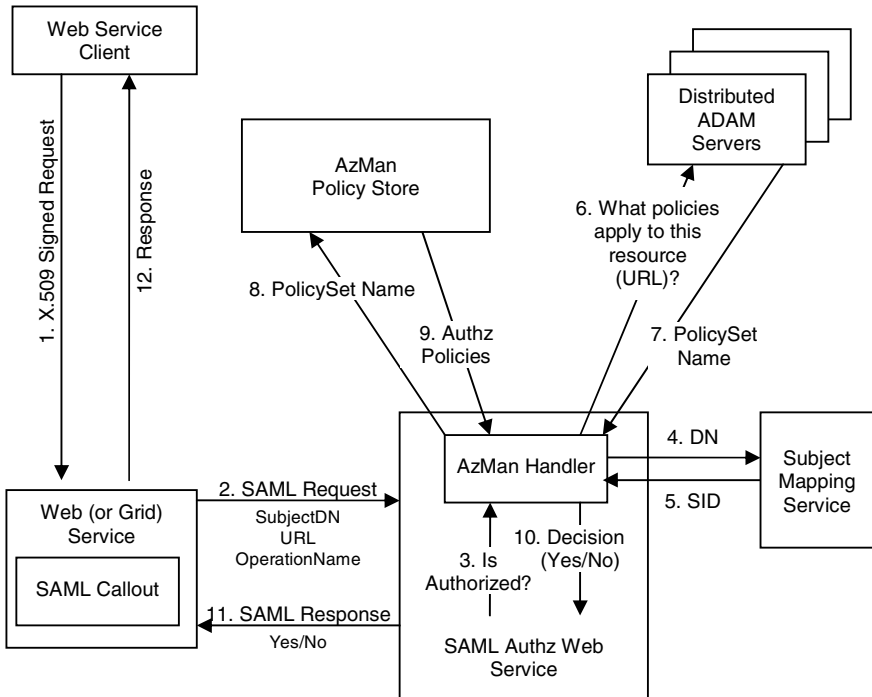 Web Service
Client
1. X.509 Signed Request
12. Response
AzMan
Policy Store
Distributed
ADAM
Servers
6. What policies
apply to this
resource
(URL)?
8. PolicySet Name
9. Authz
Policies
7. PolicySet
Name
Web (or Grid)
Service
SAML Callout
2. SAML Request
SubjectDN
URL
OperationName
11. SAML Response
Yes/No
AzMan Handler
3. Is
Authorized?
10. Decision
(Yes/No)
SAML Authz Web
Service
4. DN
5. SID
Subject
Mapping
Service